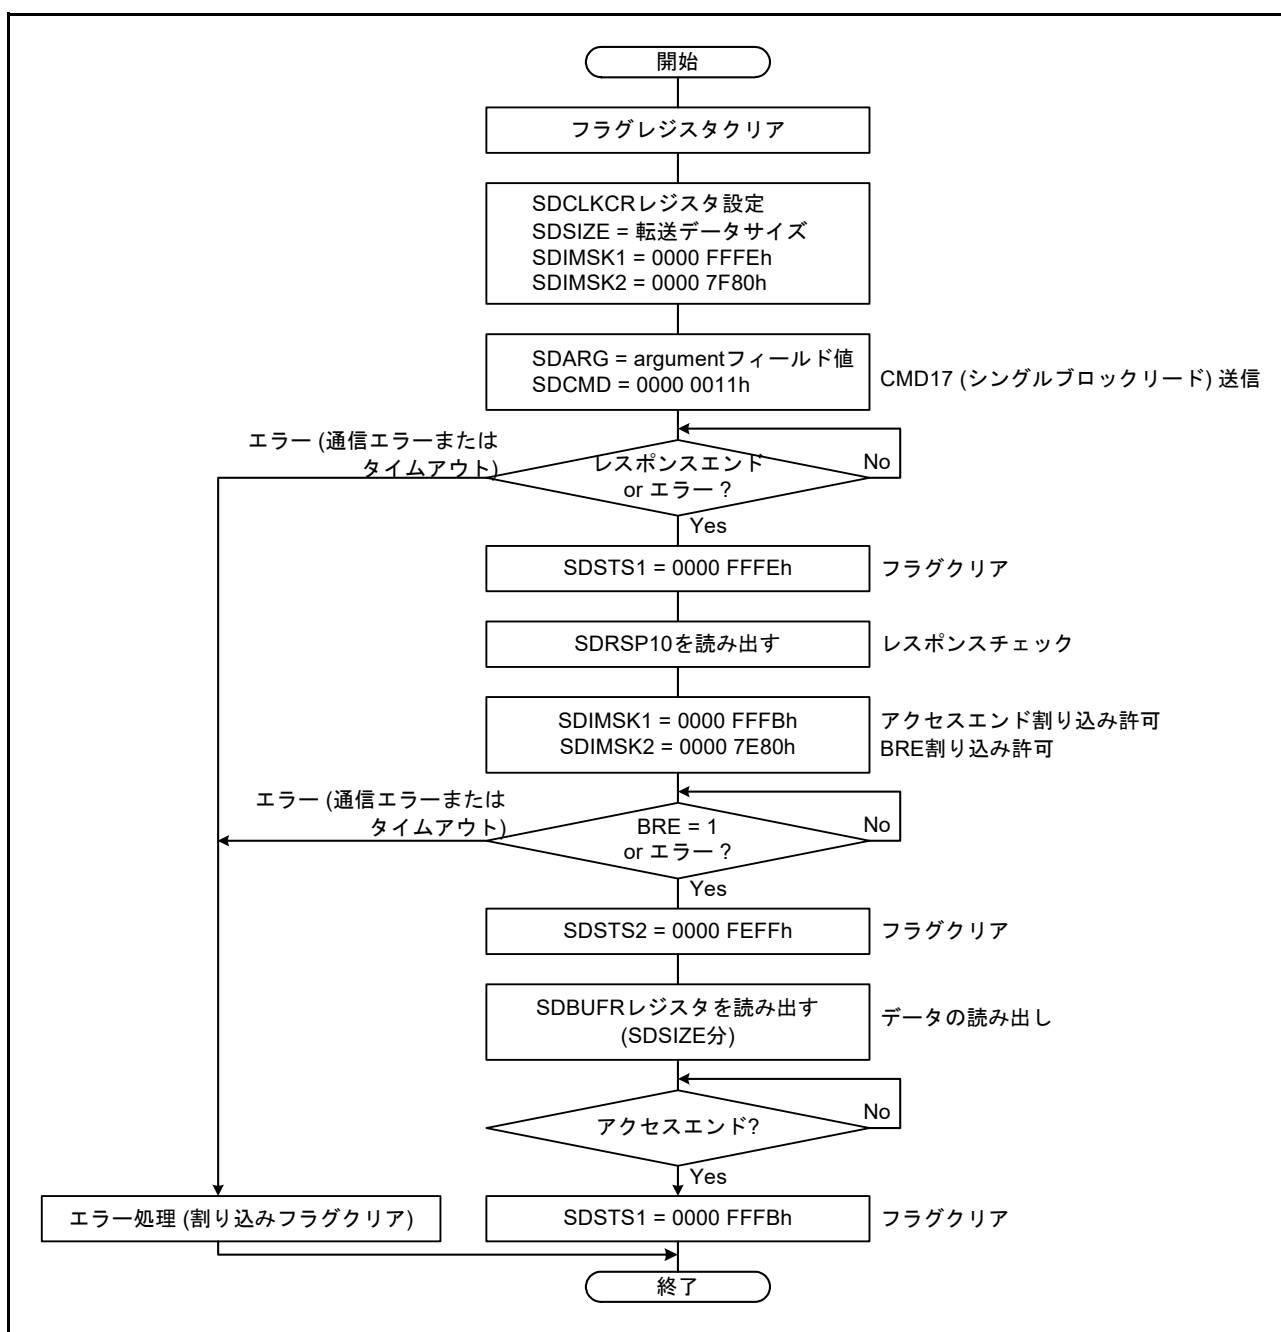 開始
フラグレジスタクリア
SDCLKCRレジスタ設定
SDSIZE = 転送データサイズ
SDIMSK1 = 0000 FFFEh
SDIMSK2 = 0000 7F80h
SDARG = argumentフィールド値
SDCMD = 0000 0011h
CMD17 (シングルブロックリード) 送信
エラー (通信エラーまたは
タイムアウト)
レスポンスエンド
or エラー ?
No
Yes
SDSTS1 = 0000 FFFEh
フラグクリア
SDRSP10を読み出す
レスポンスチェック
SDIMSK1 = 0000 FFFBh
SDIMSK2 = 0000 7E80h
アクセスエンド割り込み許可
BRE割り込み許可
エラー (通信エラーまたは
タイムアウト)
BRE = 1
or エラー ?
No
Yes
SDSTS2 = 0000 FEFFh
フラグクリア
SDBUFRレジスタを読み出す
(SDSIZE分)
データの読み出し
アクセスエンド?
No
Yes
エラー処理 (割り込みフラグクリア)
SDSTS1 = 0000 FFFBh
フラグクリア
終了